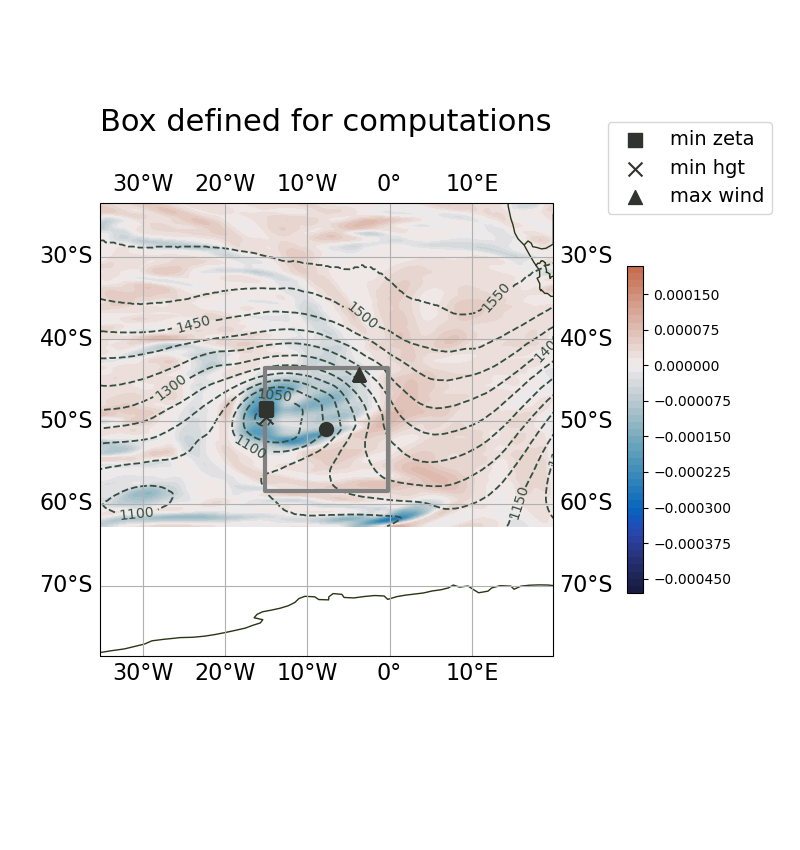 Box defined for computations
min zeta
min hgt
max wind
30°W 20°W 10°W 0° 10°E
30°S 30°S
40°S 40°S
50°S 50°S
60°S 60°S
70°S 70°S
30°W 20°W 10°W 0° 10°E
1550
1500
1450
1300
1050
1100
1100
1150
0.000150
0.000075
0.000000
−0.000075
−0.000150
−0.000225
−0.000300
−0.000375
−0.000450